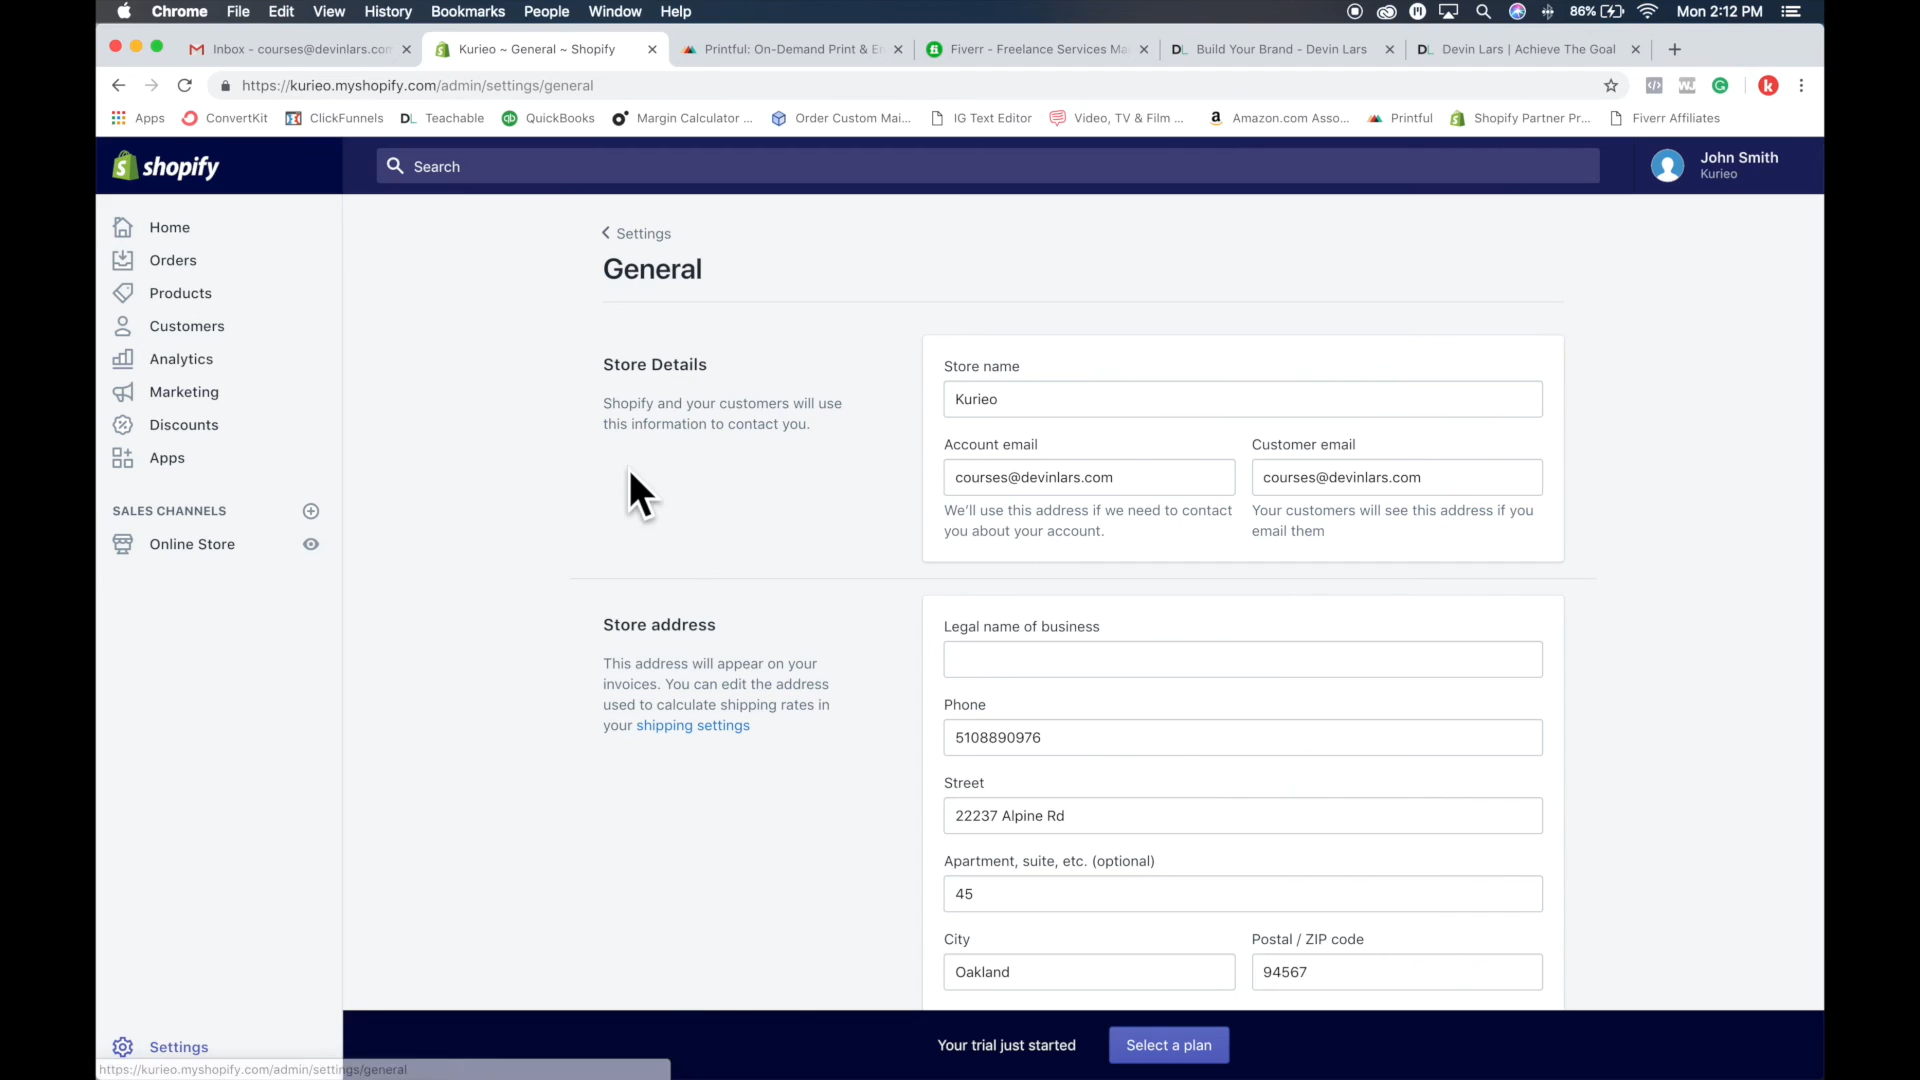 Chrome File Edit View History Bookmarks People Window Help 86% Mon 2:12 PM
Inbox - courses@devinlars.con Kurieo ~ General ~ Shopify Printful: On-Demand Print & En Fiverr - Freelance Services Ma Build Your Brand - Devin Lars Devin Lars | Achieve The Goal
https://kurieo.myshopify.com/admin/settings/general
Apps ConvertKit ClickFunnels DL Teachable QuickBooks Margin Calculator ... Order Custom Mai... IG Text Editor Video, TV & Film ... Amazon.com Asso... Printful Shopify Partner Pr... Fiverr Affiliates
shopify
Search
John Smith
Kurieo
Home
Orders
Products
Customers
Analytics
Marketing
Discounts
Apps
SALES CHANNELS
Online Store
Settings
https://kurieo.myshopify.com/admin/settings/general
Settings
General
Store Details
Shopify and your customers will use
this information to contact you.
Store name
Kurieo
Account email
courses@devinlars.com
We'll use this address if we need to contact
you about your account.
Customer email
courses@devinlars.com
Your customers will see this address if you
email them
Store address
This address will appear on your
invoices. You can edit the address
used to calculate shipping rates in
your shipping settings
Legal name of business
Phone
5108890976
Street
22237 Alpine Rd
Apartment, suite, etc. (optional)
45
City
Oakland
Postal / ZIP code
94567
Your trial just started
Select a plan